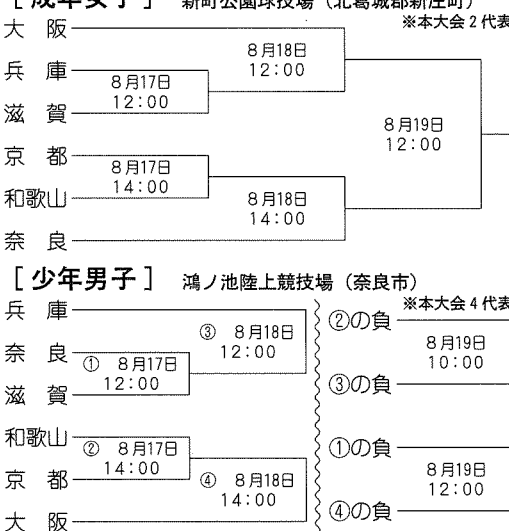 [成年女子] 新町公園球技場（北葛城郡新庄町）
※本大会2代表
大阪
兵庫
滋賀
京都
和歌山
奈良
8月17日
12:00
8月17日
14:00
8月18日
12:00
8月18日
14:00
8月19日
12:00
[少年男子] 鴻ノ池陸上競技場（奈良市）
※本大会4代表
兵庫
奈良
滋賀
和歌山
京都
大阪
① 8月17日
12:00
② 8月17日
14:00
③ 8月18日
12:00
④ 8月18日
14:00
②の負
8月19日
10:00
③の負
①の負
8月19日
12:00
④の負